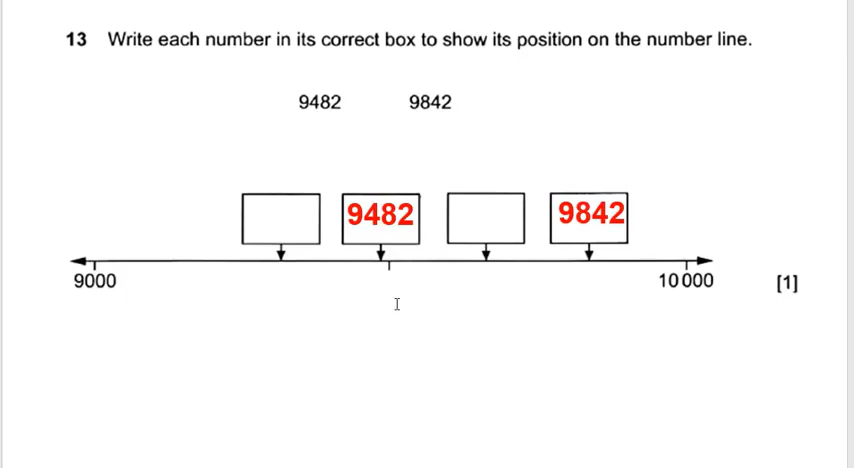 13 Write each number in its correct box to show its position on the number line.
9482 9842
9482 9842
9000 10 000 [1]